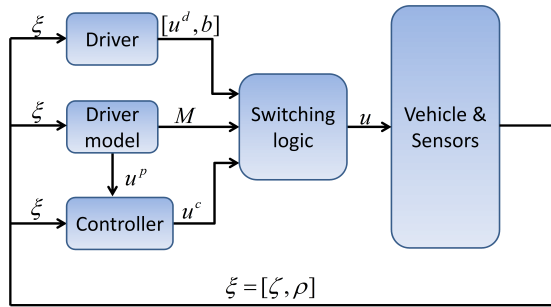 ξ
Driver
[u^d, b]
ξ
Driver
model
M
Switching
logic
u
Vehicle &
Sensors
u^p
ξ
Controller
u^c
ξ = [ζ, ρ]